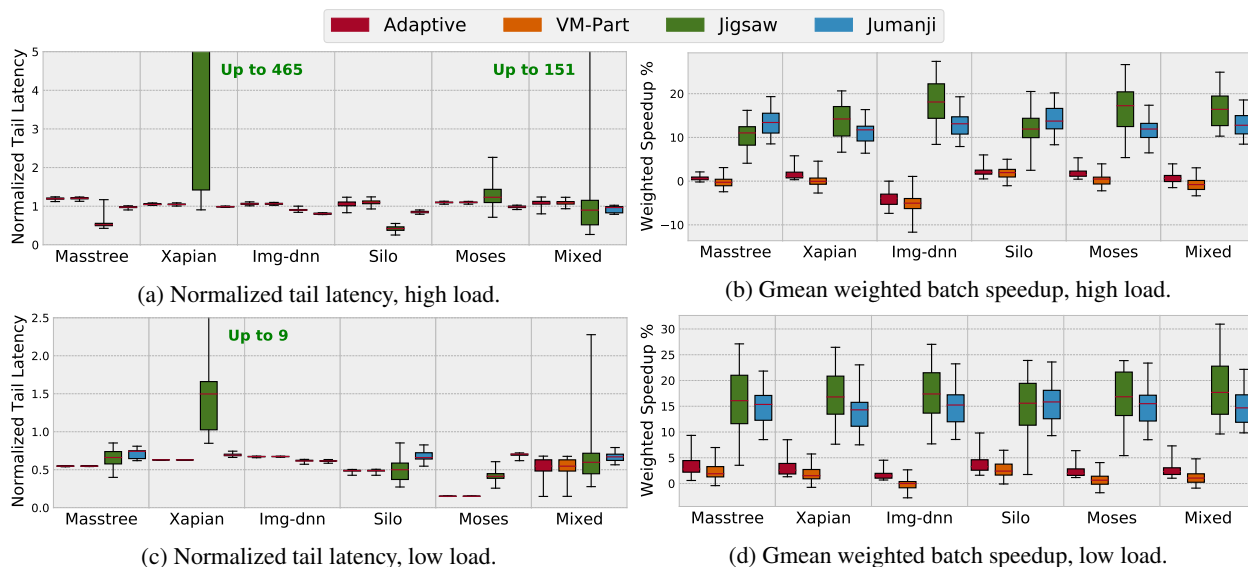 Adaptive VM-Part Jigsaw Jumanji
Normalized Tail Latency
5
4
3
2
1
0
Up to 465
Up to 151
Masstree Xapian Img-dnn Silo Moses Mixed
(a) Normalized tail latency, high load.
Weighted Speedup %
20
10
0
−10
Masstree Xapian Img-dnn Silo Moses Mixed
(b) Gmean weighted batch speedup, high load.
Normalized Tail Latency
2.5
2.0
1.5
1.0
0.5
0.0
Up to 9
Masstree Xapian Img-dnn Silo Moses Mixed
(c) Normalized tail latency, low load.
Weighted Speedup %
30
25
20
15
10
5
0
Masstree Xapian Img-dnn Silo Moses Mixed
(d) Gmean weighted batch speedup, low load.